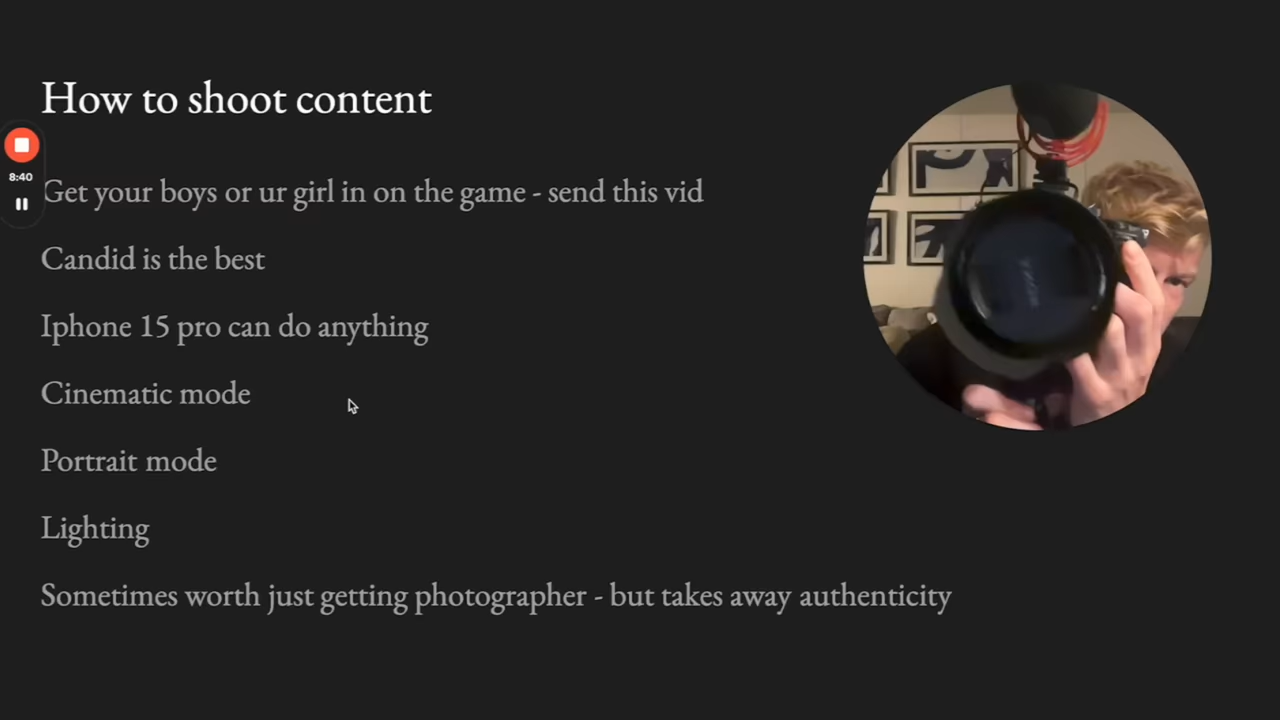 How to shoot content
8:40
Get your boys or ur girl in on the game - send this vid
Candid is the best
Iphone 15 pro can do anything
Cinematic mode
Portrait mode
Lighting
Sometimes worth just getting photographer - but takes away authenticity